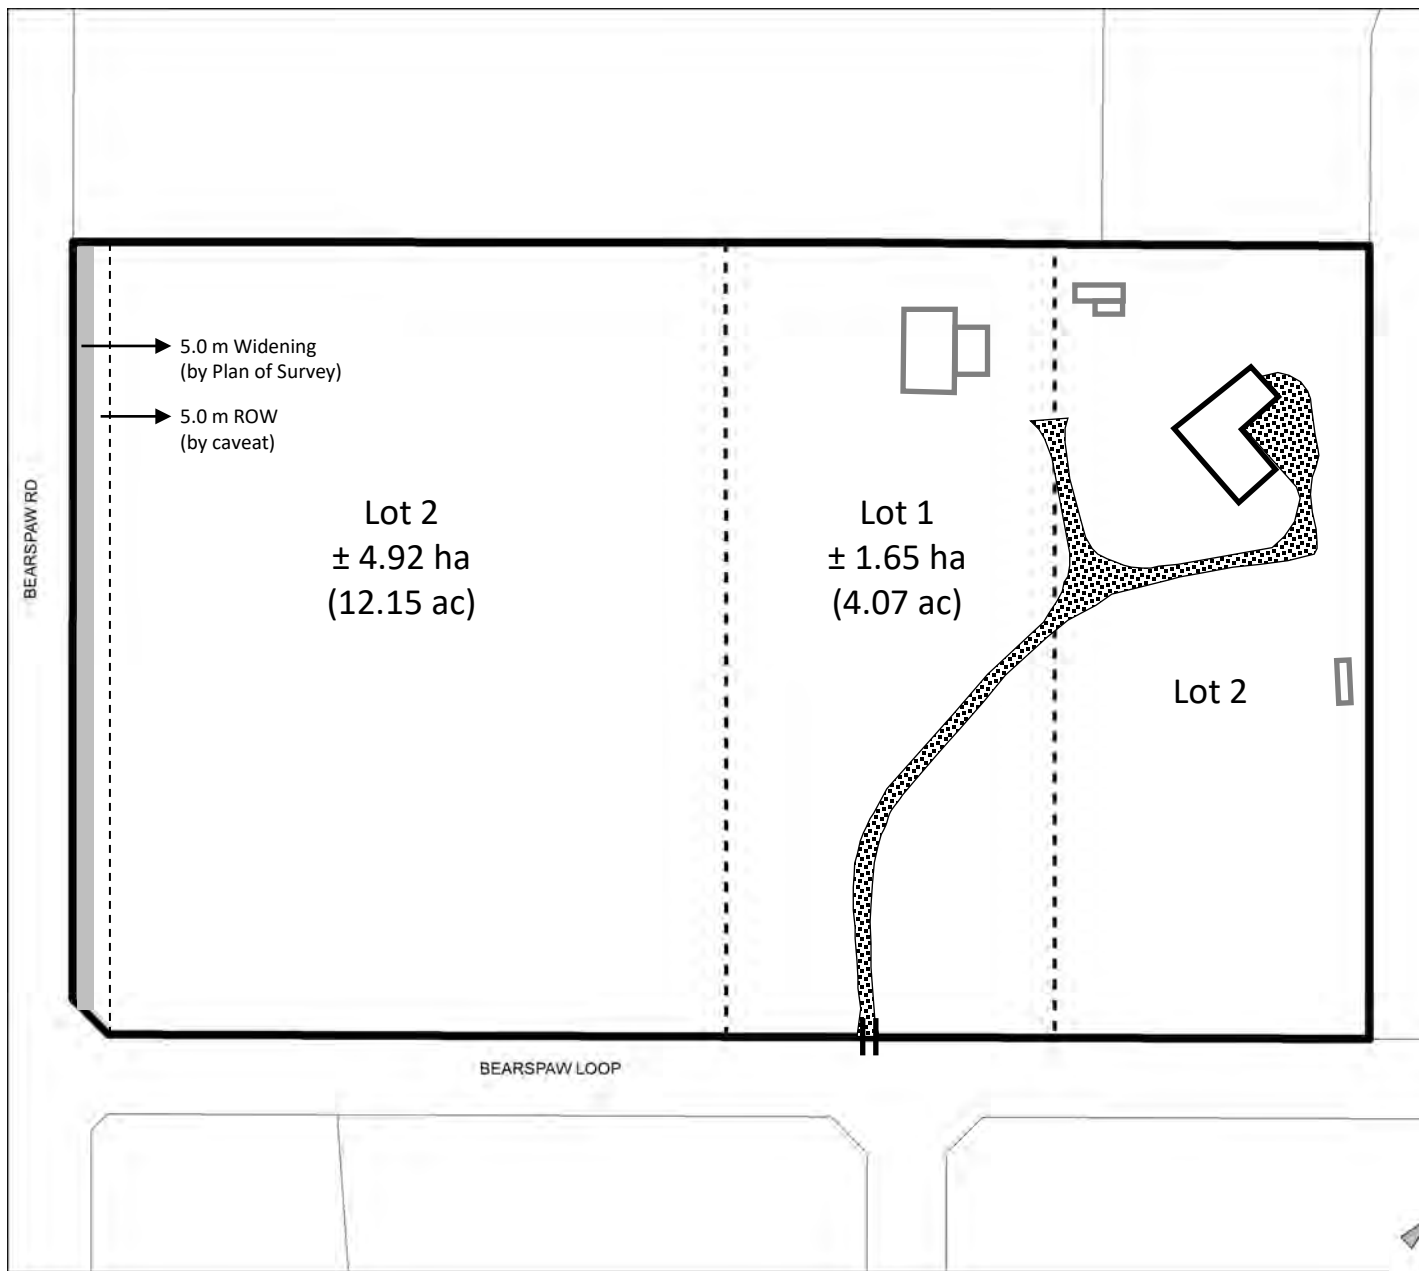 5.0 m Widening
(by Plan of Survey)
5.0 m ROW
(by caveat)
BEARSPAW RD
Lot 2
± 4.92 ha
(12.15 ac)
Lot 1
± 1.65 ha
(4.07 ac)
Lot 2
BEARSPAW LOOP